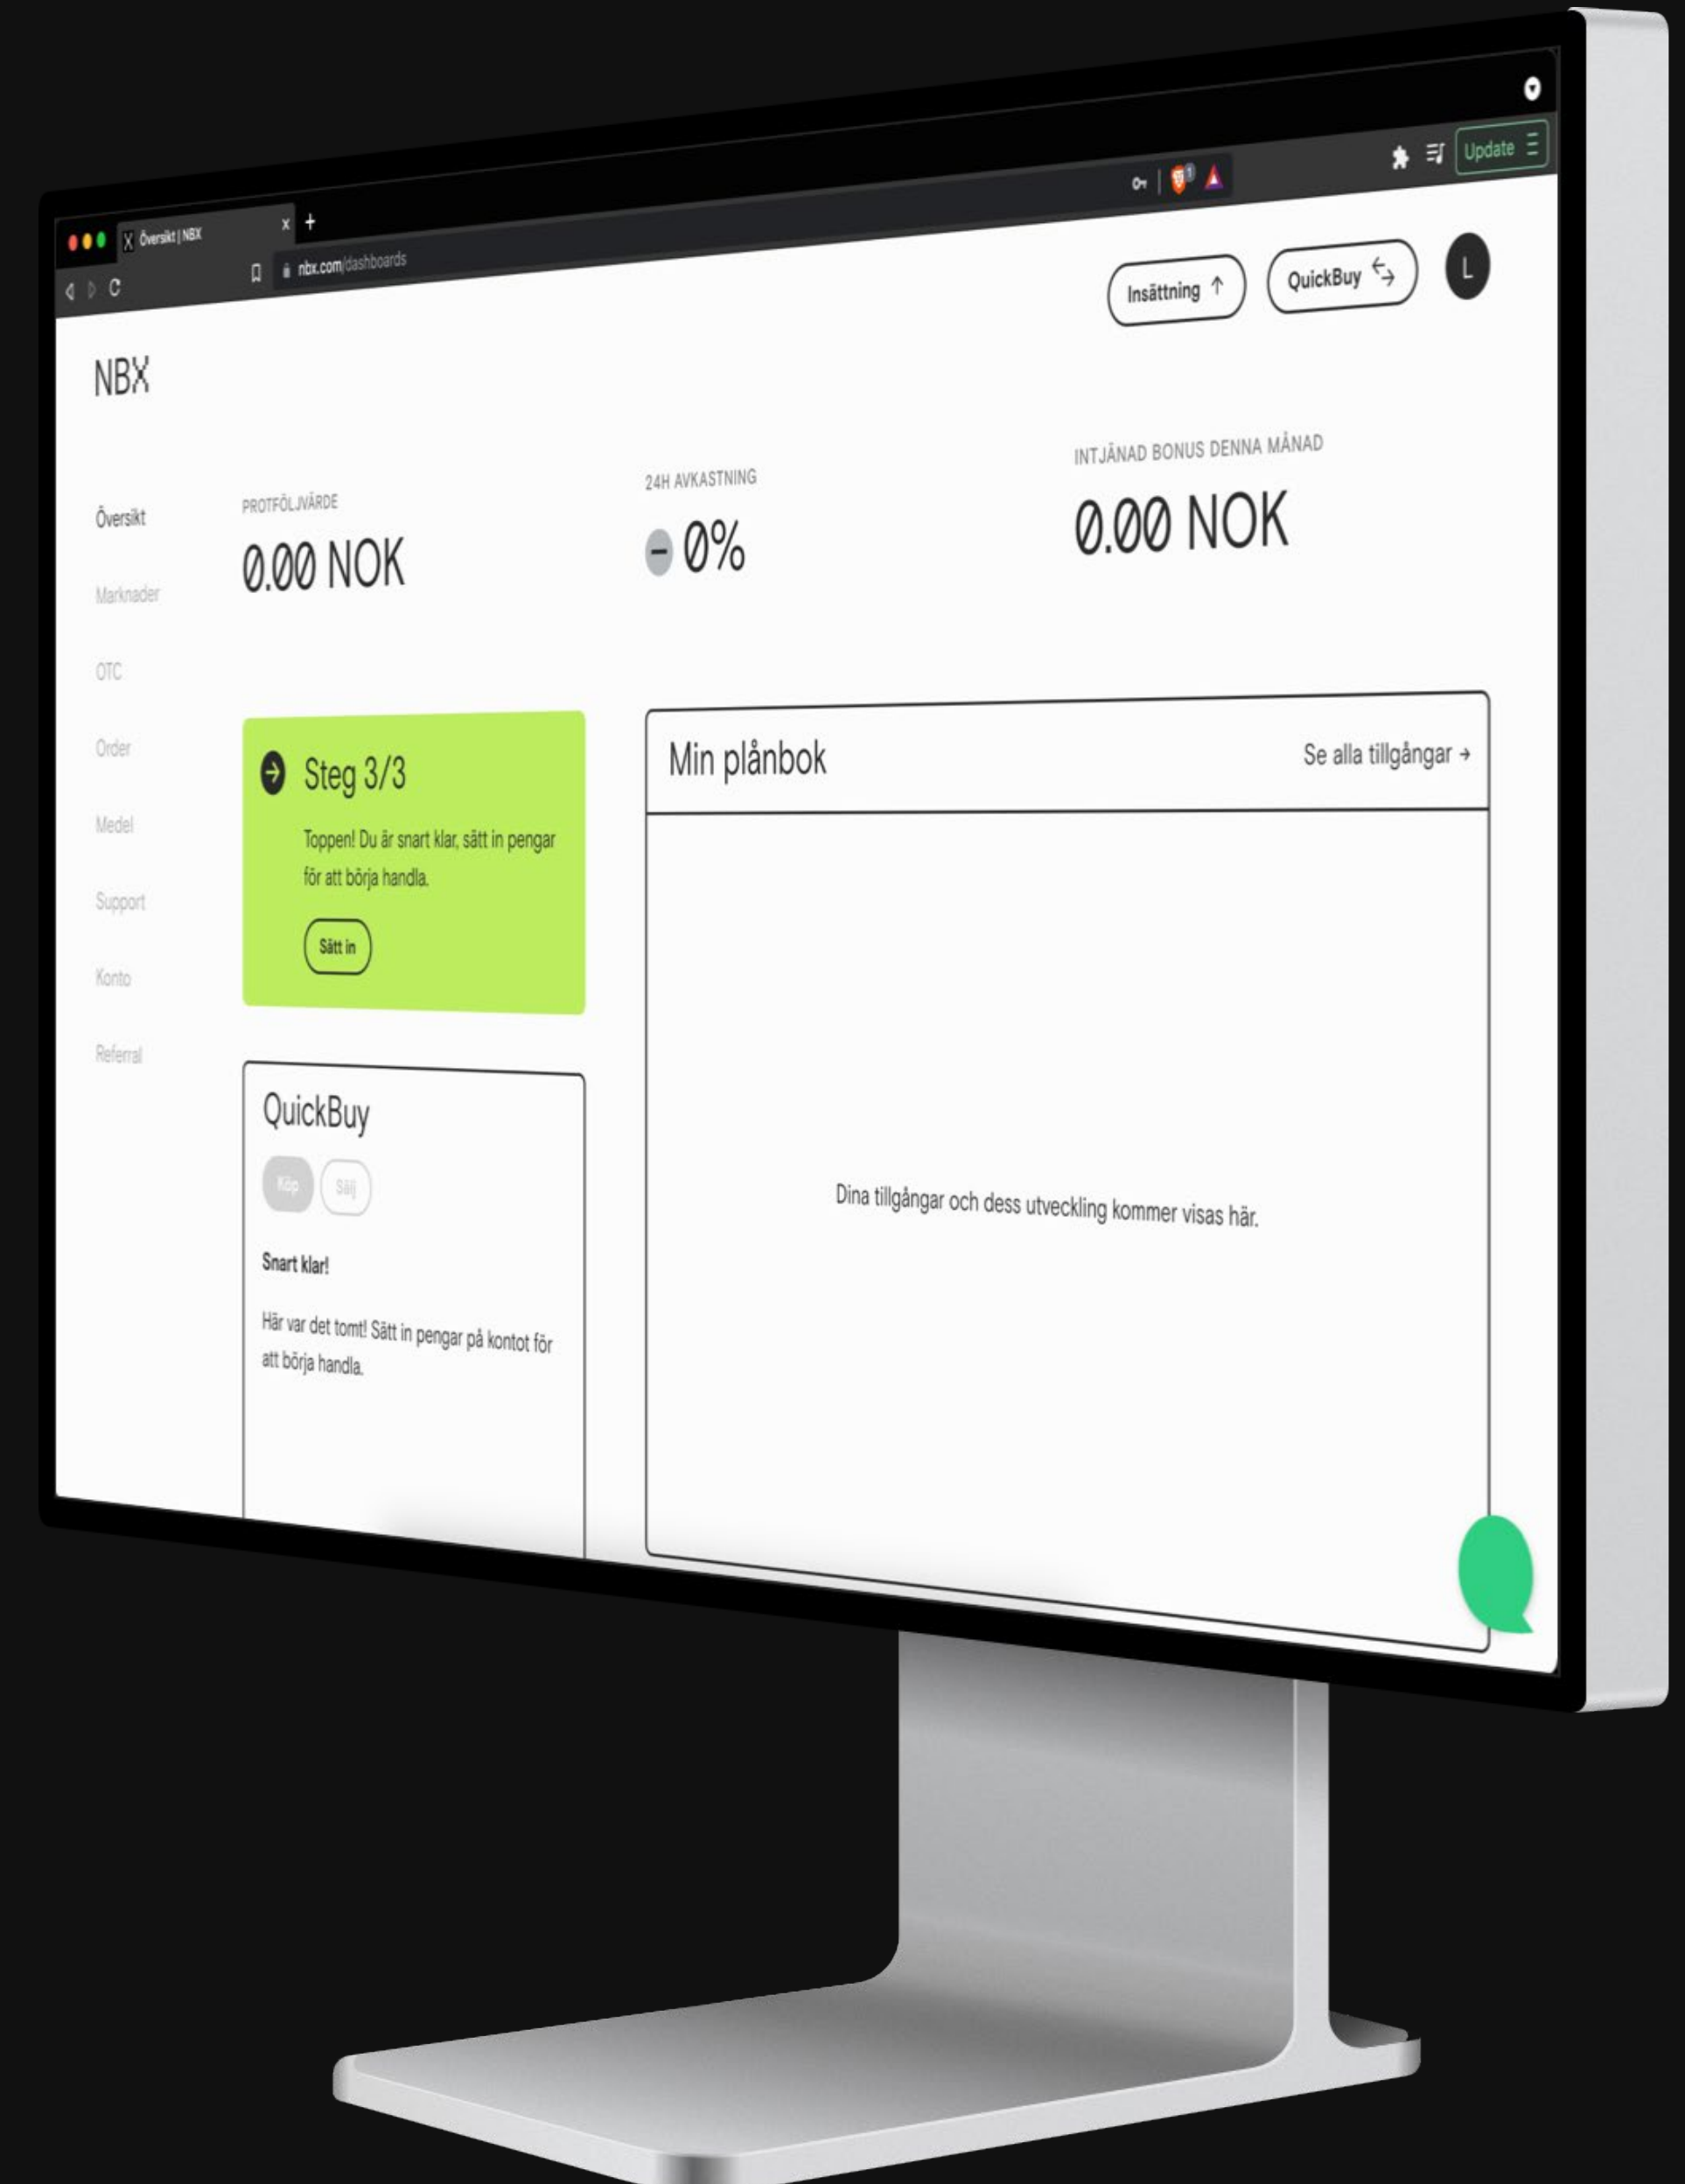 Översikt | NBX
nbx.com/dashboards
Update
NBX
Insättning ↑
QuickBuy
L
Översikt
Marknader
OTC
Order
Medel
Support
Konto
Referral
PROTFÖLJVÄRDE
0.00 NOK
24H AVKASTNING
0%
INTJÄNAD BONUS DENNA MÅNAD
0.00 NOK
Steg 3/3
Toppen! Du är snart klar, sätt in pengar
för att börja handla.
Sätt in
QuickBuy
Köp
Sälj
Snart klar!
Här var det tomt! Sätt in pengar på kontot för
att börja handla.
Min plånbok
Se alla tillgångar →
Dina tillgångar och dess utveckling kommer visas här.